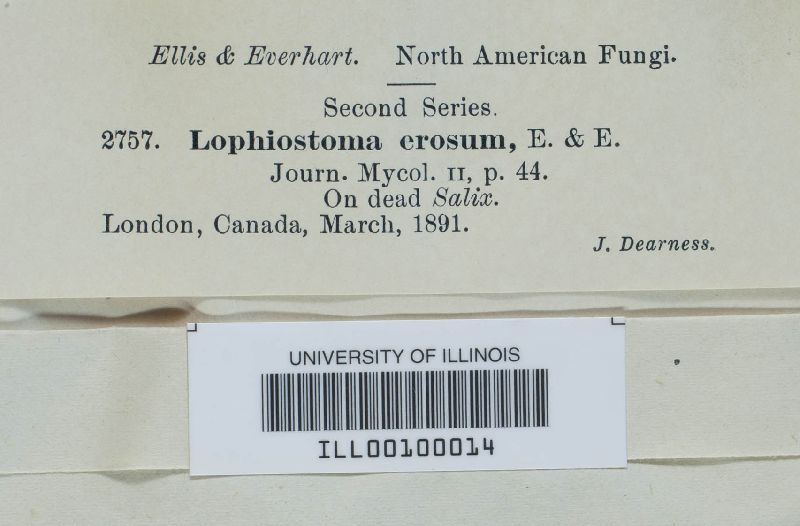 Ellis & Everhart. North American Fungi.
Second Series.
2757. Lophiostoma erosum, E. & E.
Journ. Mycol. II, p. 44.
On dead Salix.
London, Canada, March, 1891.
J. Dearness.
UNIVERSITY OF ILLINOIS
ILL00100014